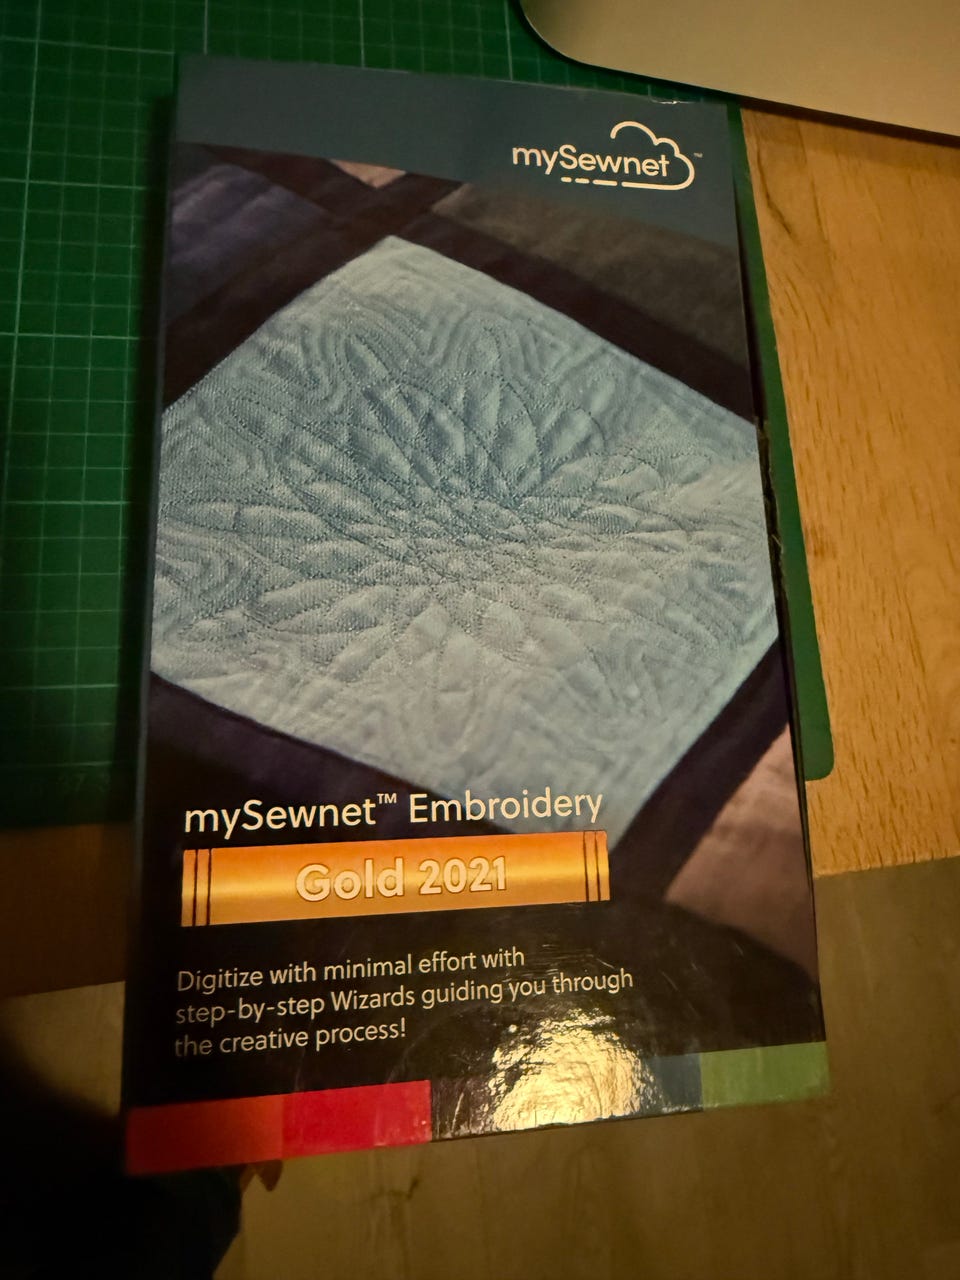 mySewnet™
mySewnet™ Embroidery
Gold 2021
Digitize with minimal effort with
step-by-step Wizards guiding you through
the creative process!